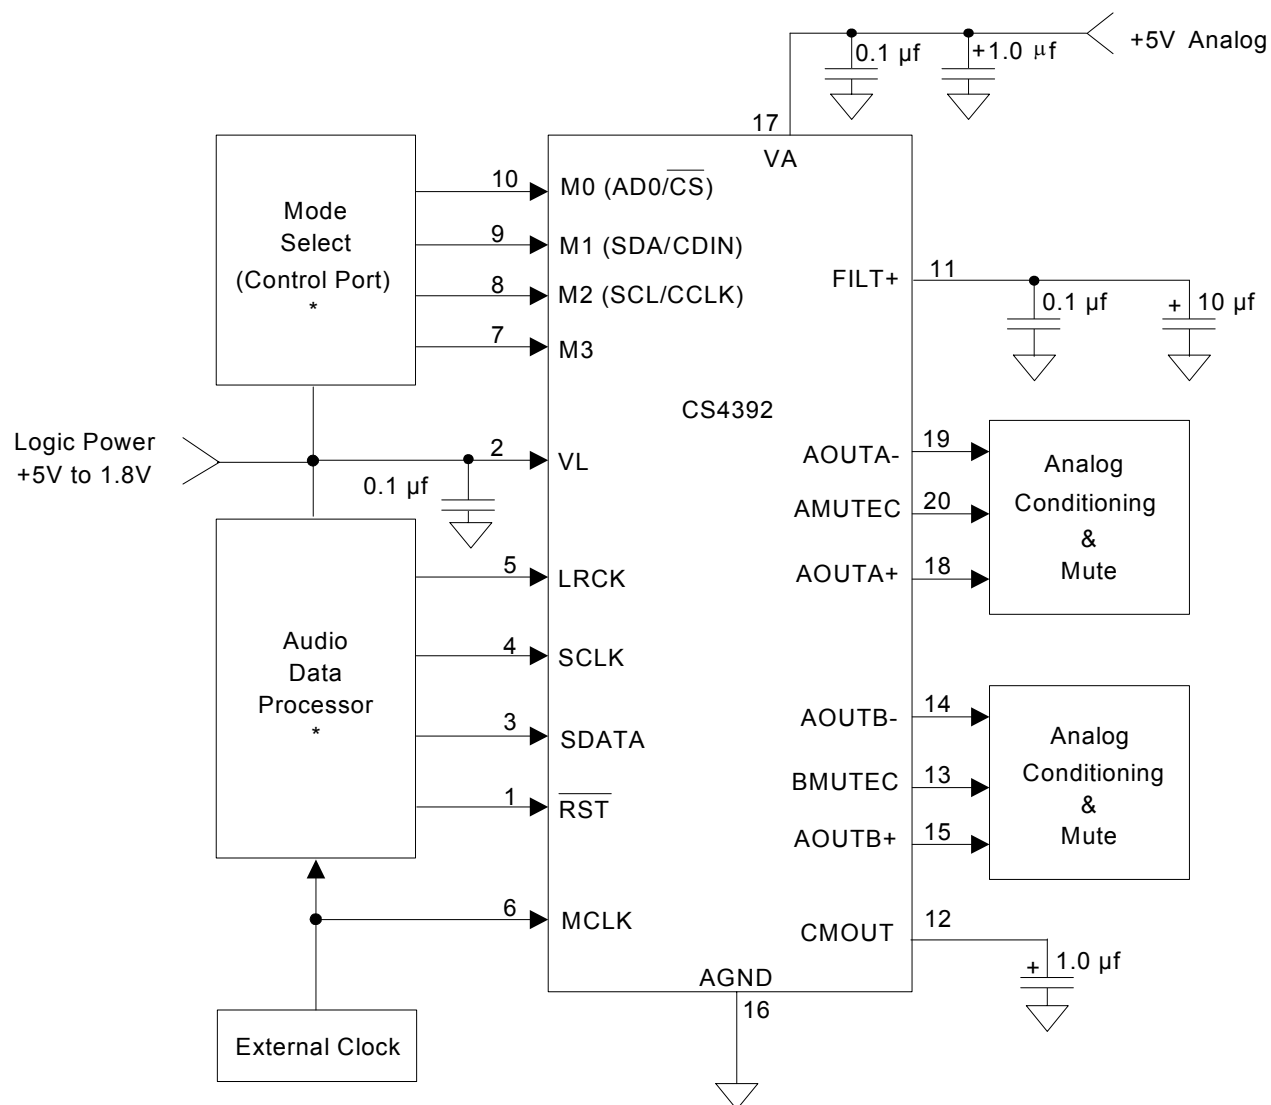 0.1 µf
+1.0 µf
+5V Analog
17
VA
Mode
Select
(Control Port)
*
10
M0 (AD0/C̅S̅)
9
M1 (SDA/CDIN)
8
M2 (SCL/CCLK)
7
M3
FILT+
11
0.1 µf
+
10 µf
CS4392
Logic Power
+5V to 1.8V
0.1 µf
2
VL
AOUTA-
19
AMUTEC
20
AOUTA+
18
Analog
Conditioning
&
Mute
Audio
Data
Processor
*
5
LRCK
4
SCLK
3
SDATA
1
R̅S̅T̅
AOUTB-
14
BMUTEC
13
AOUTB+
15
Analog
Conditioning
&
Mute
6
MCLK
CMOUT
12
+
1.0 µf
AGND
16
External Clock